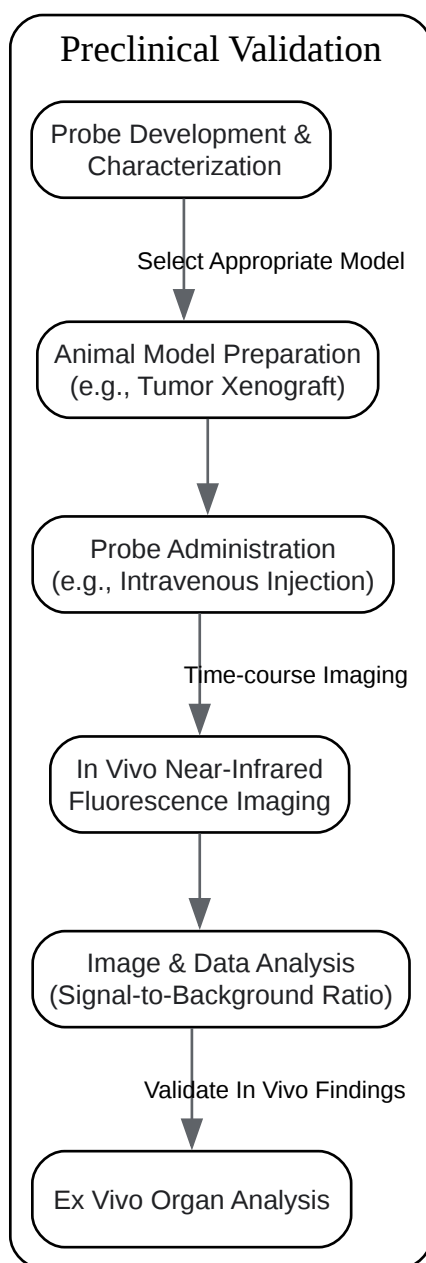 Preclinical Validation
Probe Development &
Characterization
Select Appropriate Model
Animal Model Preparation
(e.g., Tumor Xenograft)
Probe Administration
(e.g., Intravenous Injection)
Time-course Imaging
In Vivo Near-Infrared
Fluorescence Imaging
Image & Data Analysis
(Signal-to-Background Ratio)
Validate In Vivo Findings
Ex Vivo Organ Analysis